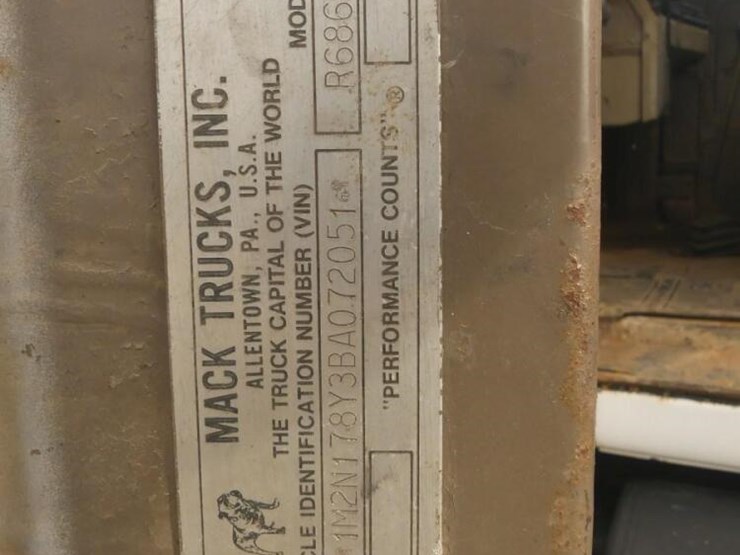 MACK TRUCKS, INC.
ALLENTOWN, PA., U.S.A.
THE TRUCK CAPITAL OF THE WORLD
CLE IDENTIFICATION NUMBER (VIN) MOD
1M2N178Y3BA072051 R686
"PERFORMANCE COUNTS"®